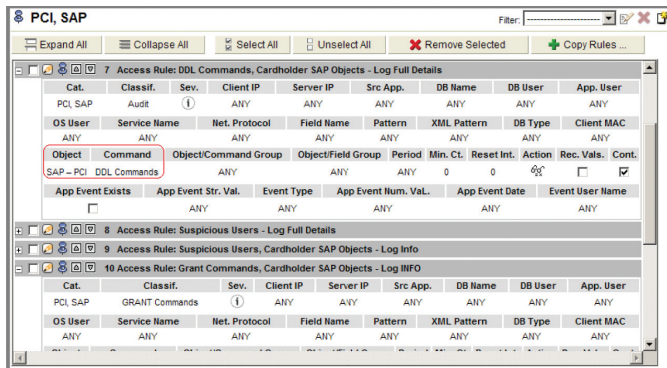 PCI, SAP
Filter: --------------------
Expand All Collapse All Select All Unselect All Remove Selected Copy Rules ...
7 Access Rule: DDL Commands, Cardholder SAP Objects - Log Full Details
Cat. Classif. Sev. Client IP Server IP Src App. DB Name DB User App. User
PCI, SAP Audit ANY ANY ANY ANY ANY ANY
OS User Service Name Net. Protocol Field Name Pattern XML Pattern DB Type Client MAC
ANY ANY ANY ANY ANY ANY ANY ANY
Object Command Object/Command Group Object/Field Group Period Min. Ct. Reset Int. Action Rec. Vals. Cont.
SAP – PCI DDL Commands ANY ANY ANY 0 0
App Event Exists App Event Str. Val. Event Type App Event Num. VaL. App Event Date Event User Name
ANY ANY ANY ANY ANY
8 Access Rule: Suspicious Users - Log Full Details
9 Access Rule: Suspicious Users, Cardholder SAP Objects - Log Info
10 Access Rule: Grant Commands, Cardholder SAP Objects - Log INFO
Cat. Classif. Sev. Client IP Server IP Src App. DB Name DB User App. User
PCI, SAP GRANT Commands ANY ANY ANY ANY ANY ANY
OS User Service Name Net. Protocol Field Name Pattern XML Pattern DB Type Client MAC
ANY ANY ANY ANY ANY ANY ANY ANY